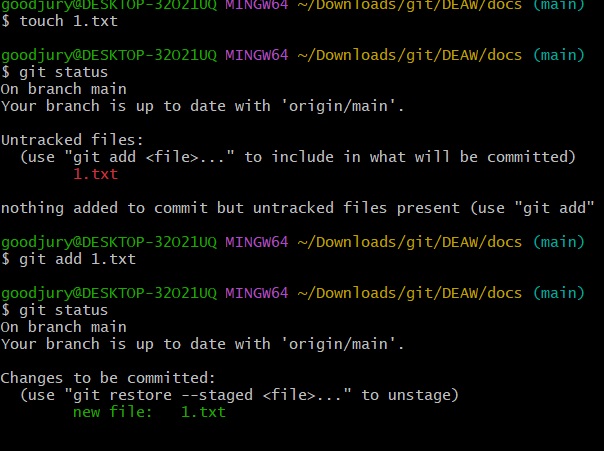 goodjury@DESKTOP-32O21UQ MINGW64 ~/Downloads/git/DEAW/docs (main)
$ touch 1.txt

goodjury@DESKTOP-32O21UQ MINGW64 ~/Downloads/git/DEAW/docs (main)
$ git status
On branch main
Your branch is up to date with 'origin/main'.

Untracked files:
  (use "git add <file>..." to include in what will be committed)
        1.txt

nothing added to commit but untracked files present (use "git add"

goodjury@DESKTOP-32O21UQ MINGW64 ~/Downloads/git/DEAW/docs (main)
$ git add 1.txt

goodjury@DESKTOP-32O21UQ MINGW64 ~/Downloads/git/DEAW/docs (main)
$ git status
On branch main
Your branch is up to date with 'origin/main'.

Changes to be committed:
  (use "git restore --staged <file>..." to unstage)
        new file:   1.txt